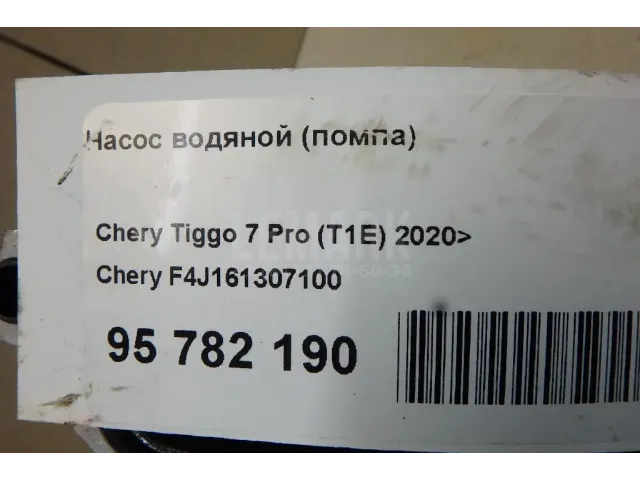 Насос водяной (помпа)
Chery Tiggo 7 Pro (T1E) 2020>
Chery F4J161307100
95 782 190